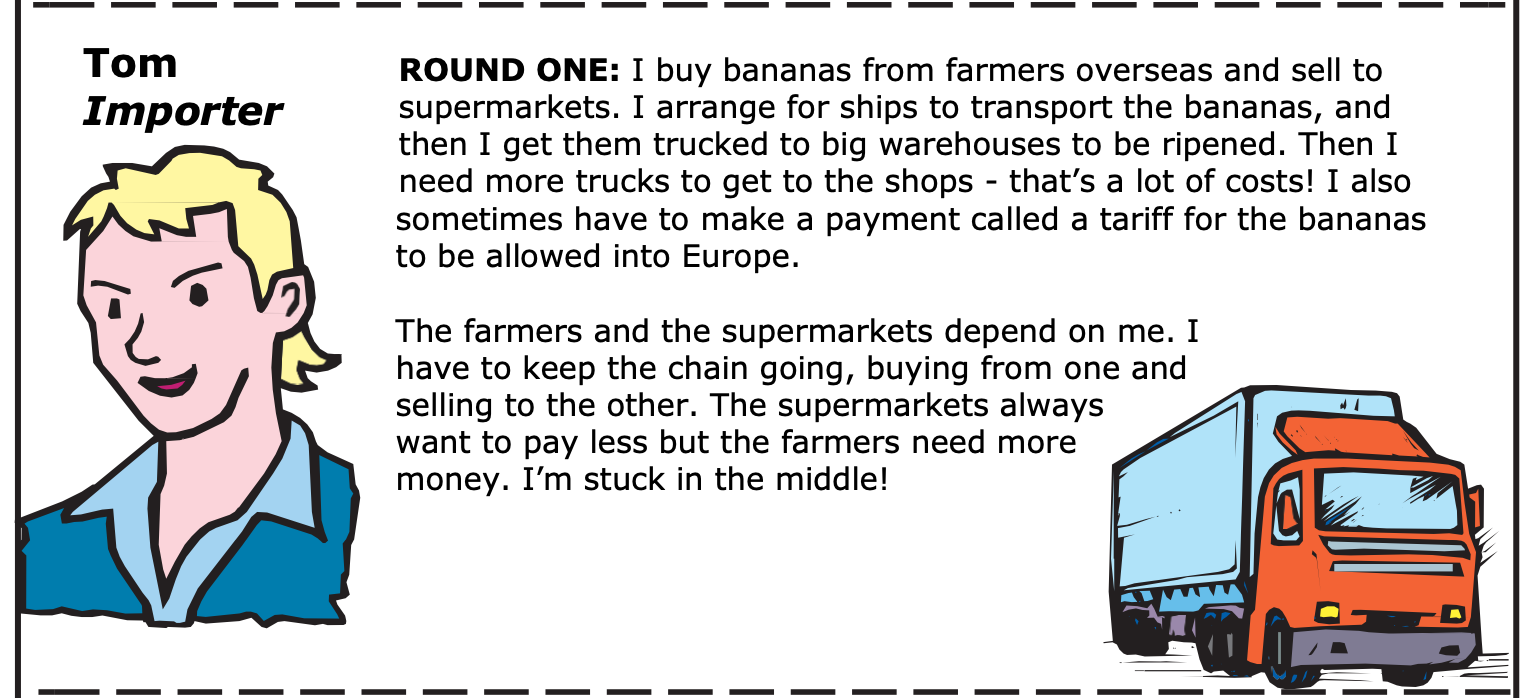 Tom
Importer
ROUND ONE: I buy bananas from farmers overseas and sell to
supermarkets. I arrange for ships to transport the bananas, and
then I get them trucked to big warehouses to be ripened. Then I
need more trucks to get to the shops - that’s a lot of costs! I also
sometimes have to make a payment called a tariff for the bananas
to be allowed into Europe.
The farmers and the supermarkets depend on me. I
have to keep the chain going, buying from one and
selling to the other. The supermarkets always
want to pay less but the farmers need more
money. I’m stuck in the middle!